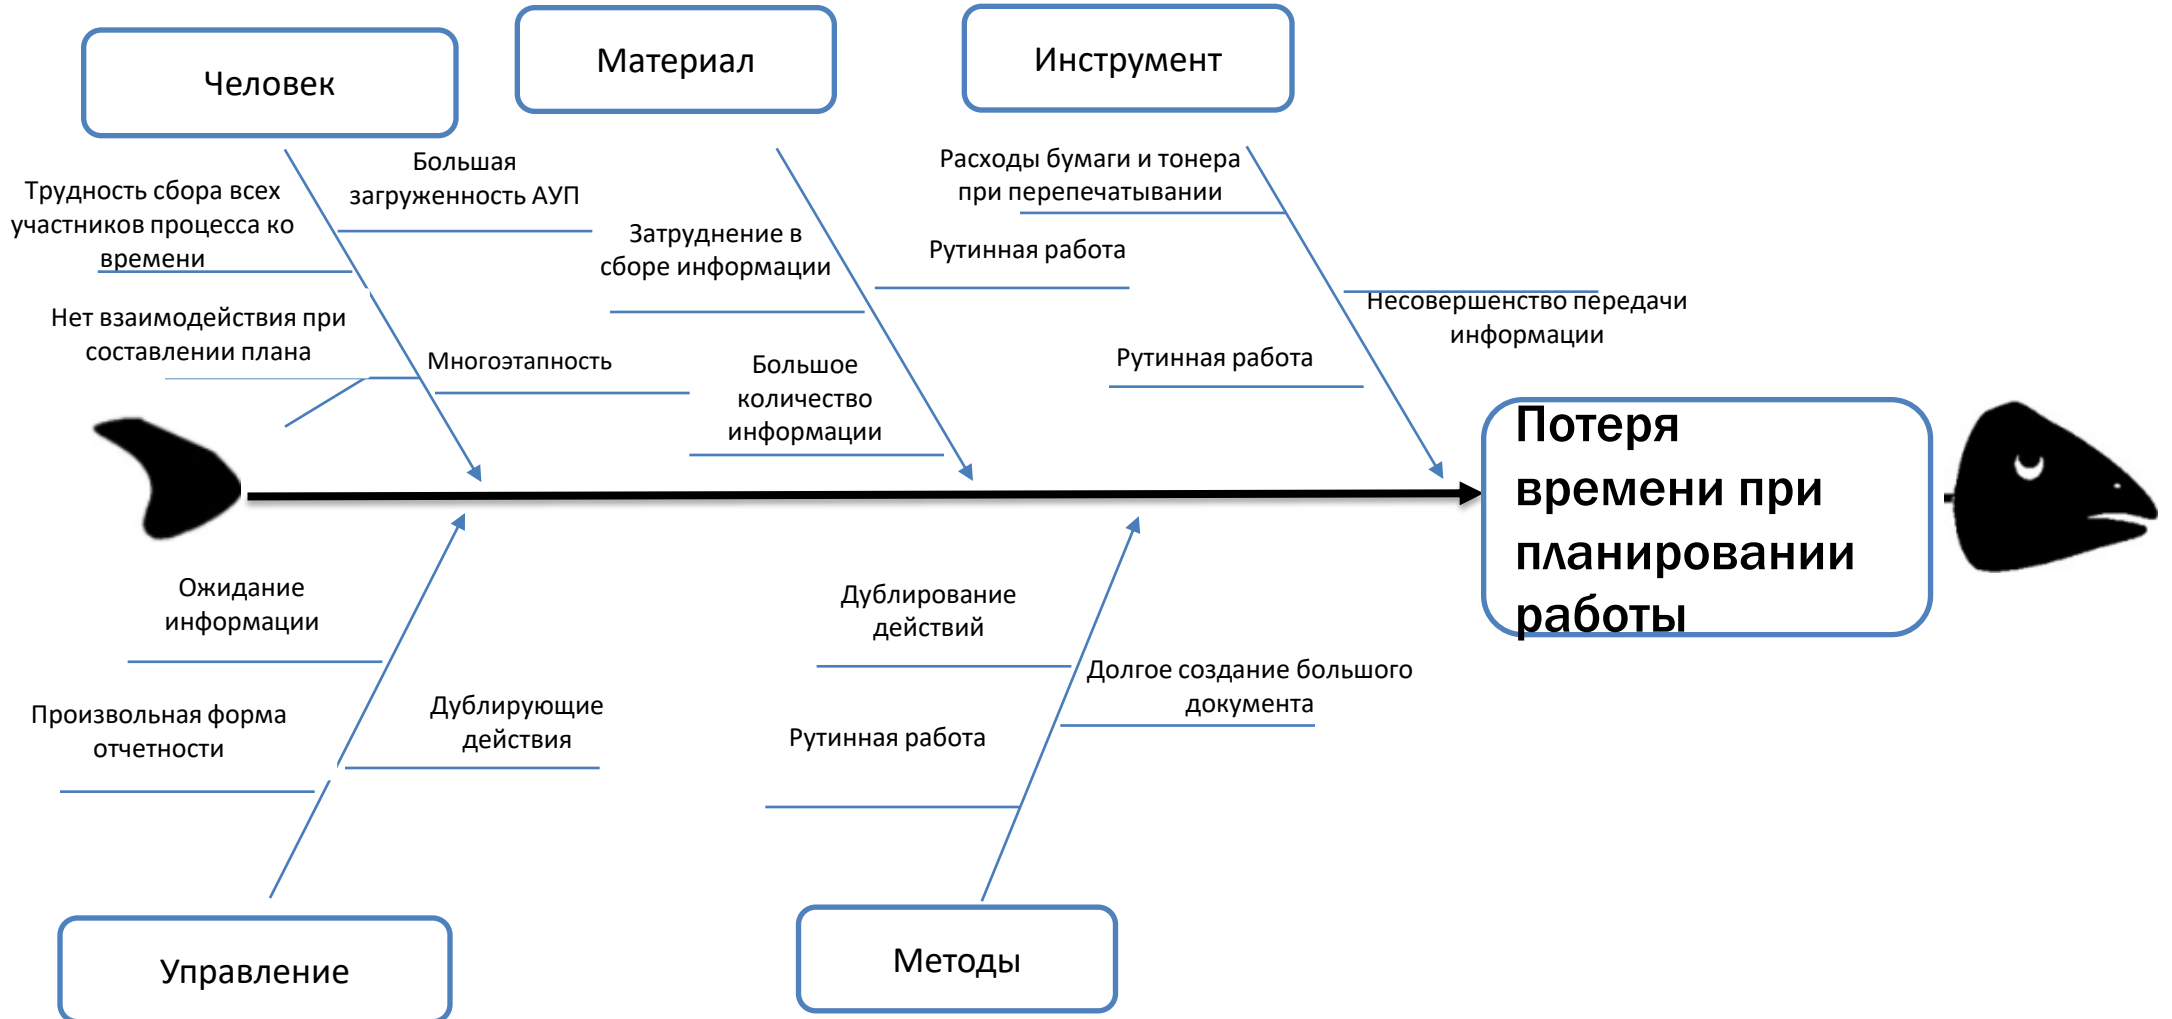 Человек
Материал
Инструмент
Большая
загруженность АУП
Трудность сбора всех
участников процесса ко
времени
Нет взаимодействия при
составлении плана
Многоэтапность
Затруднение в
сборе информации
Рутинная работа
Большое
количество
информации
Расходы бумаги и тонера
при перепечатывании
Несовершенство передачи
информации
Рутинная работа
Потеря
времени при
планировании
работы
Ожидание
информации
Произвольная форма
отчетности
Дублирующие
действия
Дублирование
действий
Долгое создание большого
документа
Рутинная работа
Управление
Методы